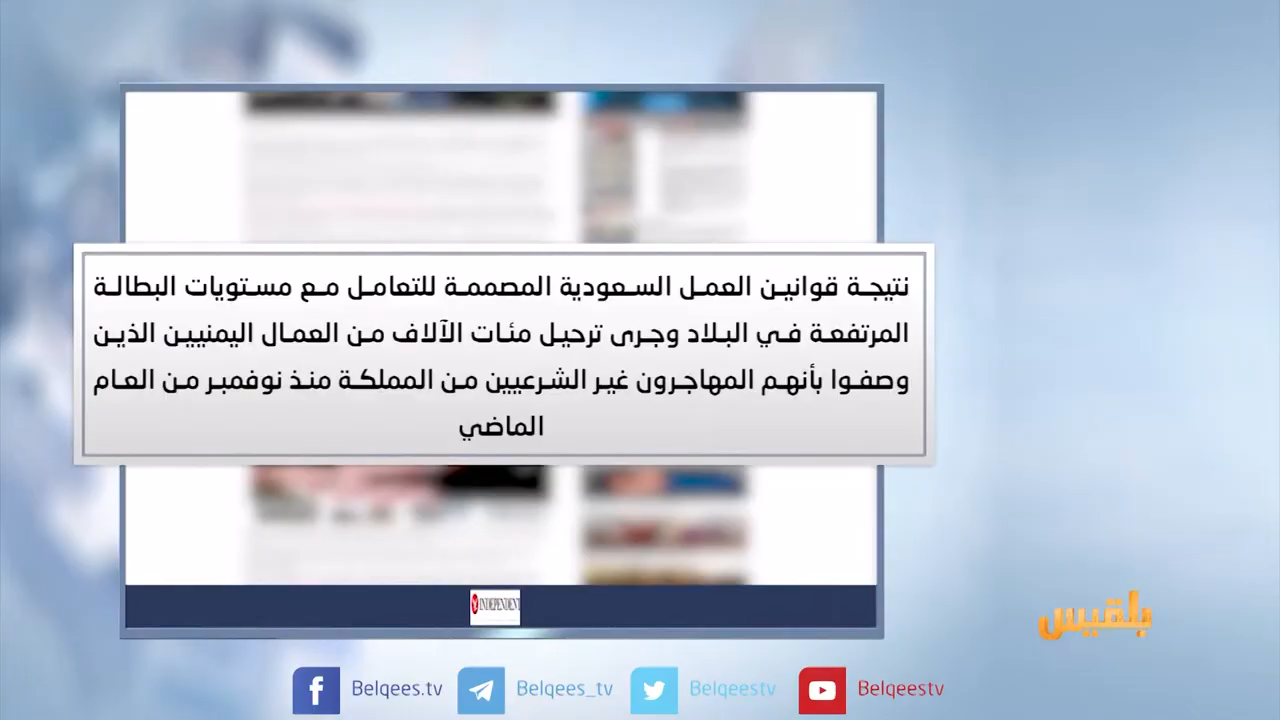 نتيجة قوانين العمل السعودية المصممة للتعامل مع مستويات البطالة
المرتفعة في البلاد وجرى ترحيل مئات الآلاف من العمال اليمنيين الذين
وصفوا بأنهم المهاجرون غير الشرعيين من المملكة منذ نوفمبر من العام
الماضي
INDEPENDENT
بلقيس
Belqees.tv
Belqees_tv
Belqeestv
Belqeestv